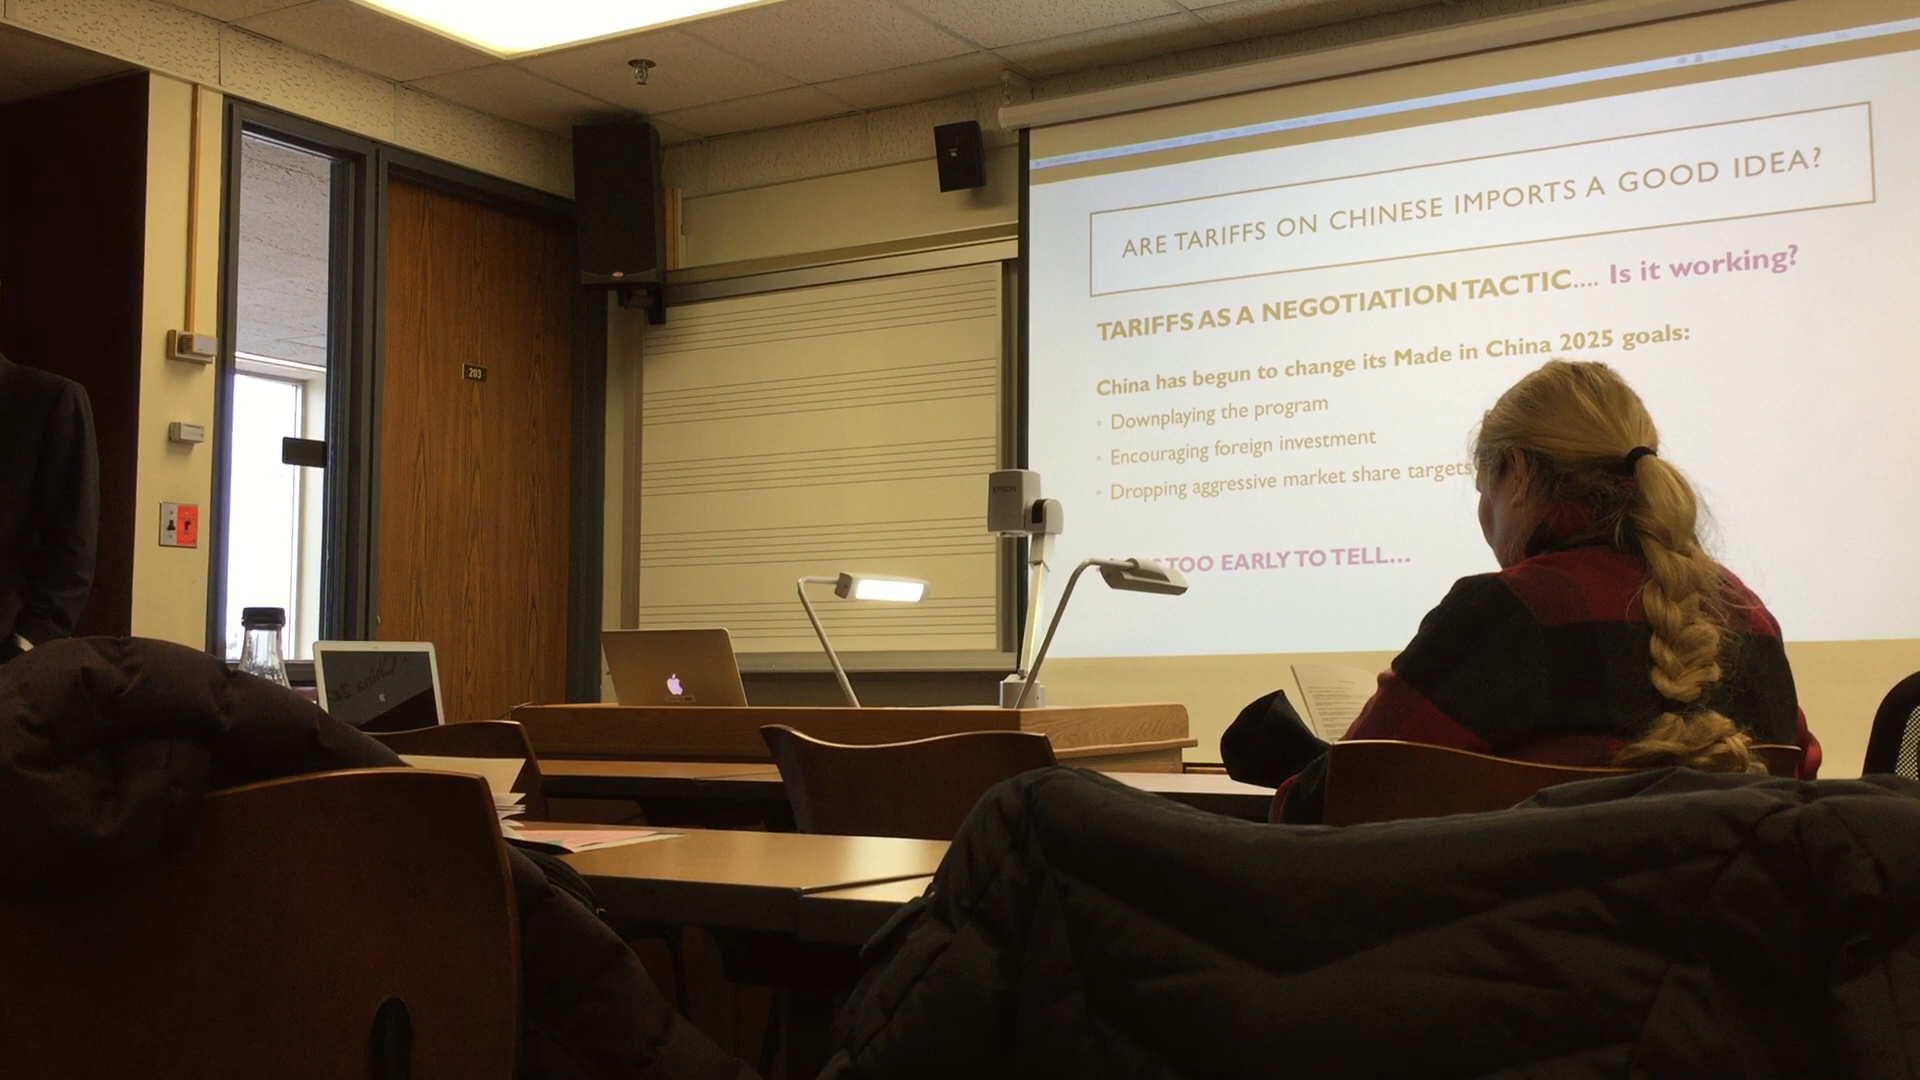 ARE TARIFFS ON CHINESE IMPORTS A GOOD IDEA?
TARIFFS AS A NEGOTIATION TACTIC.... Is it working?
China has begun to change its Made in China 2025 goals:
Downplaying the program
Encouraging foreign investment
Dropping aggressive market share targets
TOO EARLY TO TELL...
203
EPSON